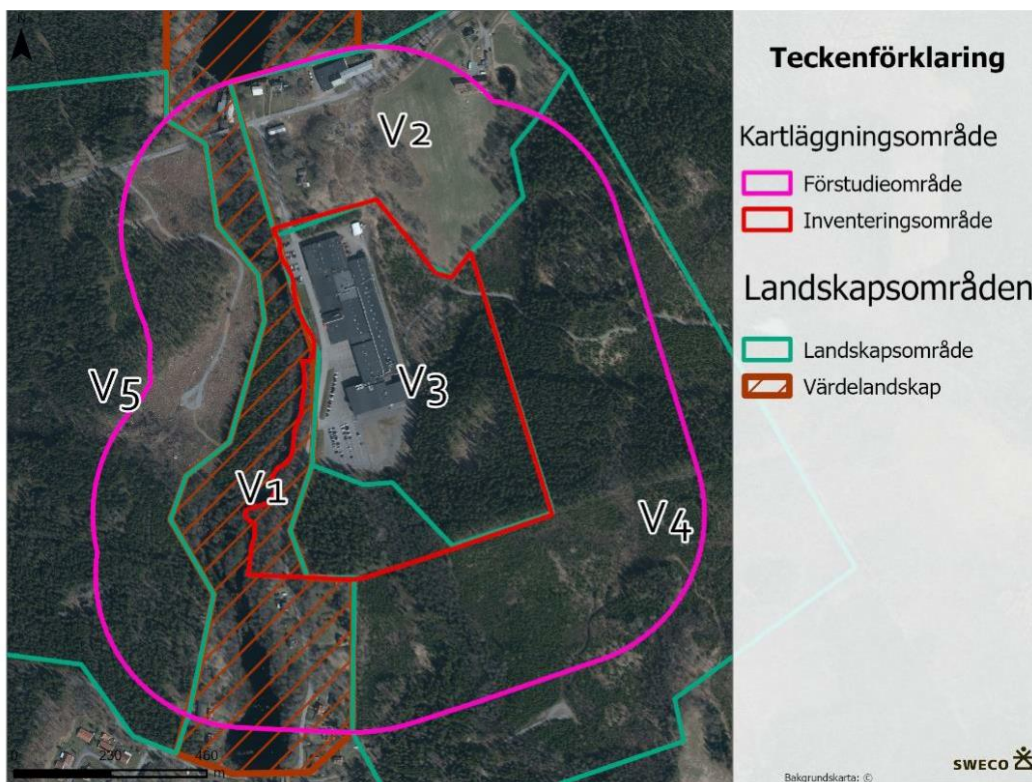 N
V2
V3
V5
V1
V4
0 230 460
m
Teckenförklaring
Kartläggningsområde
Förstudieområde
Inventeringsområde
Landskapsområden
Landskapsområde
Värdelandskap
SWECO
Bakgrundskarta: ©